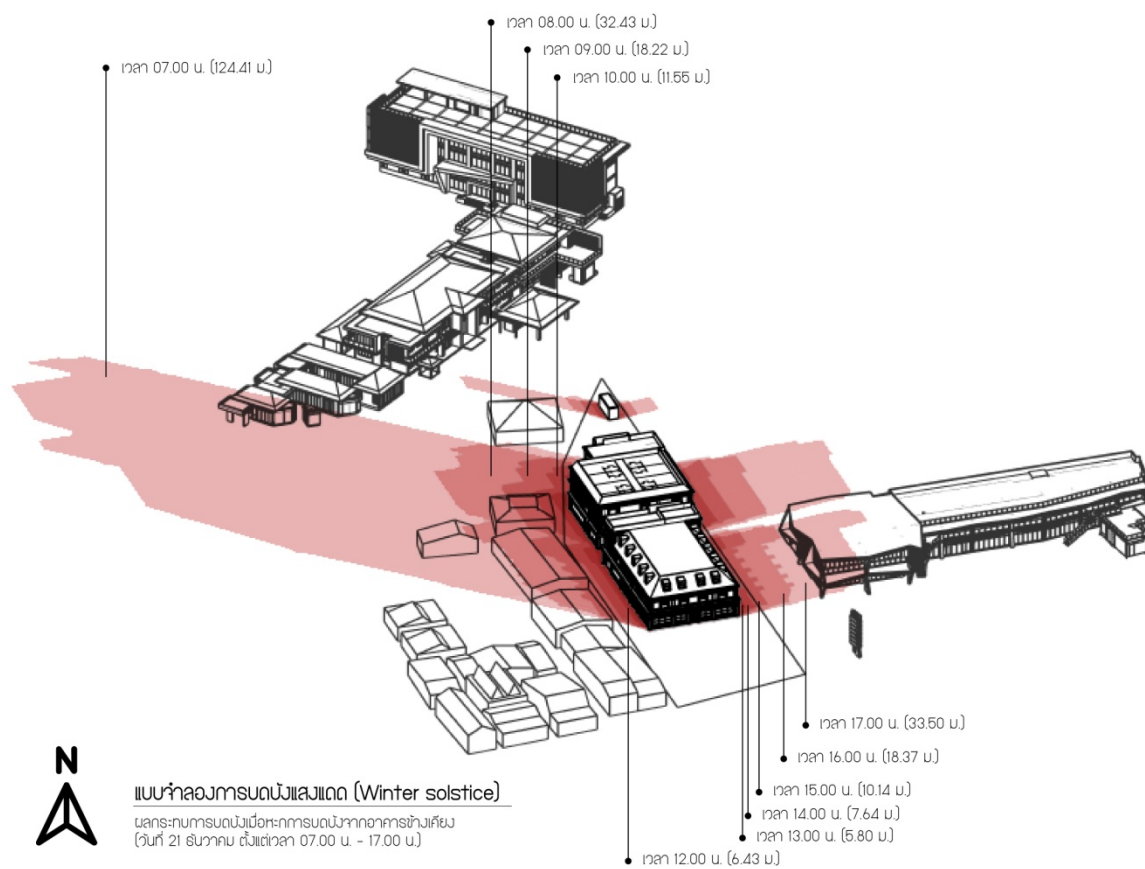 เวลา 08.00 น. (32.43 ม.)
เวลา 09.00 น. (18.22 ม.)
เวลา 07.00 น. (124.41 ม.)
เวลา 10.00 น. (11.55 ม.)
เวลา 17.00 น. (33.50 ม.)
เวลา 16.00 น. (18.37 ม.)
เวลา 15.00 น. (10.14 ม.)
เวลา 14.00 น. (7.64 ม.)
เวลา 13.00 น. (5.80 ม.)
เวลา 12.00 น. (6.43 ม.)
N
แบบจำลองการบดบังแสงแดด (Winter solstice)
ผลกระทบการบดบังเมื่อหักการบดบังจากอาคารข้างเคียง
(วันที่ 21 ธันวาคม ตั้งแต่เวลา 07.00 น. - 17.00 น.)